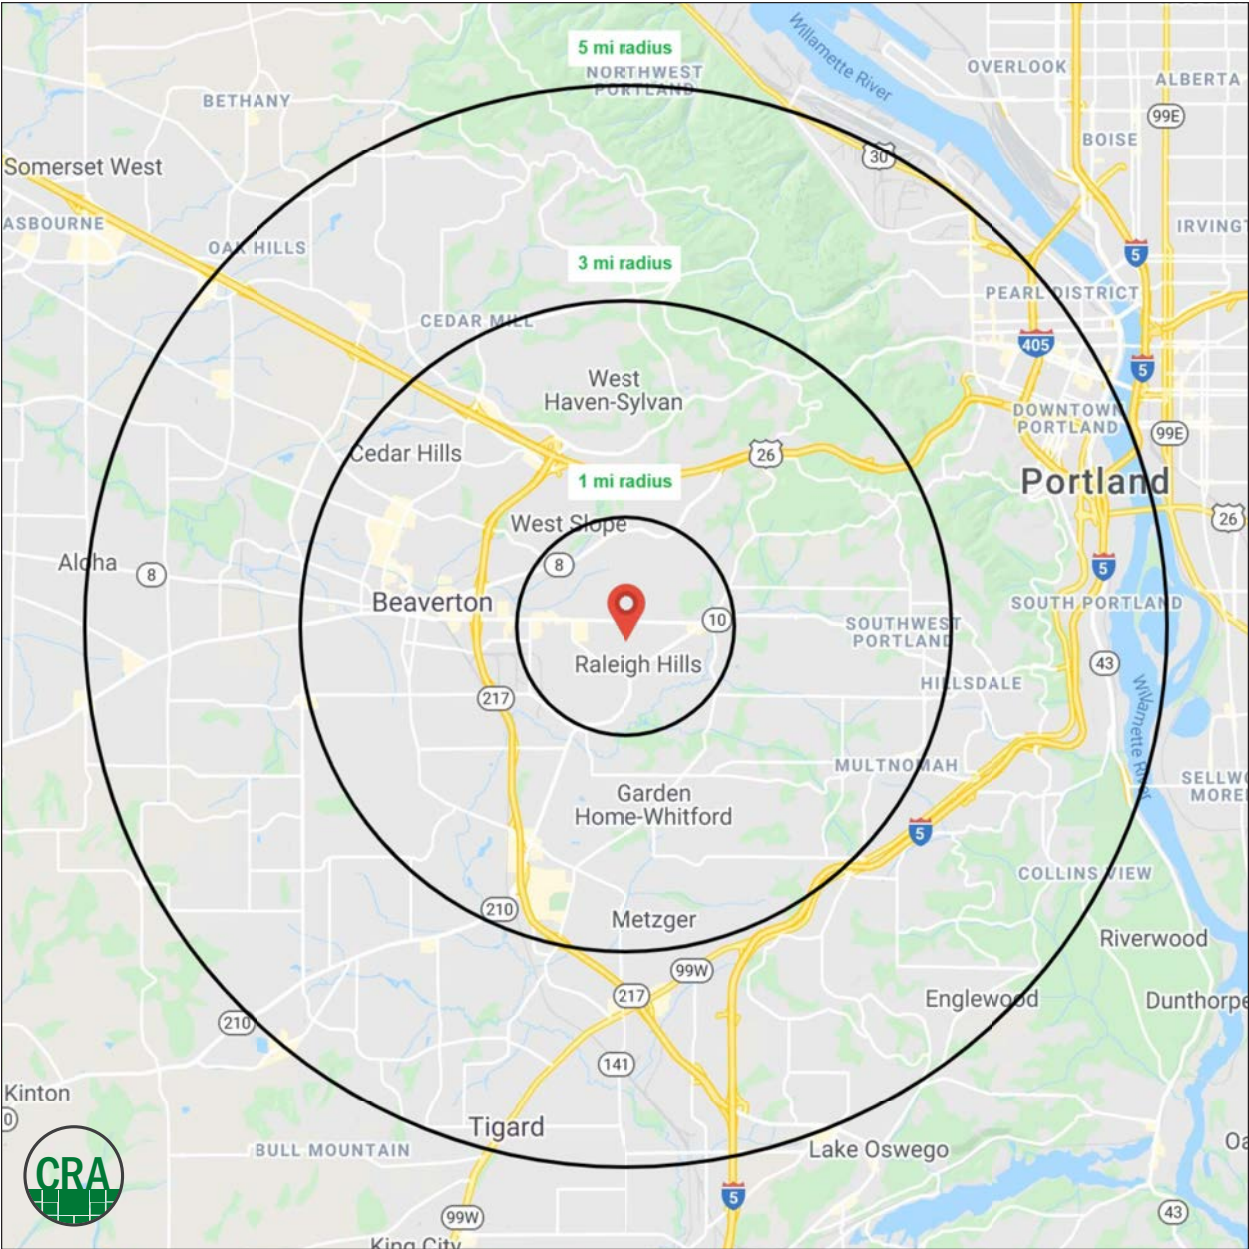 5 mi radius
NORTHWEST
PORTLAND
Willamette River
OVERLOOK
ALBERTA
BETHANY
99E
BOISE
30
Somerset West
ASBOURNE
OAK HILLS
IRVINGT
5
3 mi radius
PEARL DISTRICT
CEDAR MILL
405
5
West
Haven-Sylvan
DOWNTOWN
PORTLAND
99E
Cedar Hills
26
1 mi radius
Portland
West Slope
26
Aloha
8
8
5
Beaverton
10
SOUTHWEST
PORTLAND
SOUTH PORTLAND
Raleigh Hills
43
HILLSDALE
217
Willamette River
MULTNOMAH
SELLWO
MOREL
Garden
Home-Whitford
5
COLLINS VIEW
210
Metzger
Riverwood
99W
217
Englewood
Dunthorpe
210
141
Kinton
0
Tigard
BULL MOUNTAIN
Lake Oswego
Oa
CRA
5
99W
43
King City